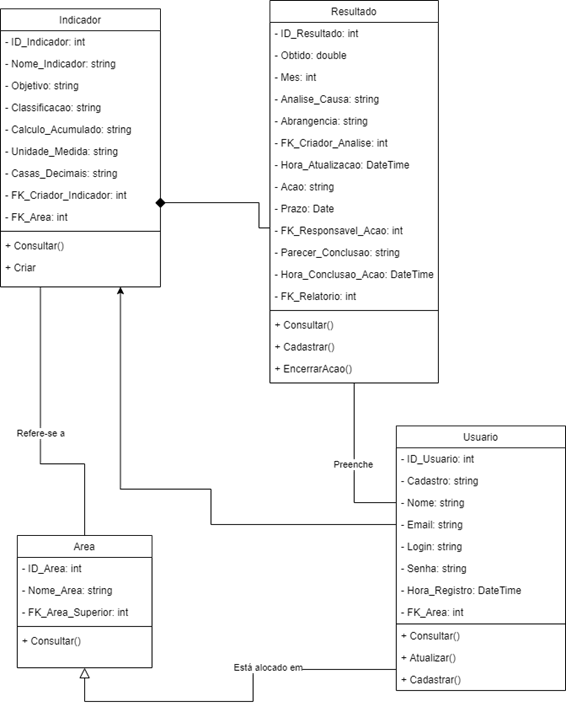 Indicador
- ID_Indicador: int
- Nome_Indicador: string
- Objetivo: string
- Classificacao: string
- Calculo_Acumulado: string
- Unidade_Medida: string
- Casas_Decimais: string
- FK_Criador_Indicador: int
- FK_Area: int
+ Consultar()
+ Criar
Resultado
- ID_Resultado: int
- Obtido: double
- Mes: int
- Analise_Causa: string
- Abrangencia: string
- FK_Criador_Analise: int
- Hora_Atualizacao: DateTime
- Acao: string
- Prazo: Date
- FK_Responsavel_Acao: int
- Parecer_Conclusao: string
- Hora_Conclusao_Acao: DateTime
- FK_Relatorio: int
+ Consultar()
+ Cadastrar()
+ EncerrarAcao()
Refere-se a
Preenche
Usuario
- ID_Usuario: int
- Cadastro: string
- Nome: string
- Email: string
- Login: string
- Senha: string
- Hora_Registro: DateTime
- FK_Area: int
+ Consultar()
+ Atualizar()
+ Cadastrar()
Area
- ID_Area: int
- Nome_Area: string
- FK_Area_Superior: int
+ Consultar()
Está alocado em